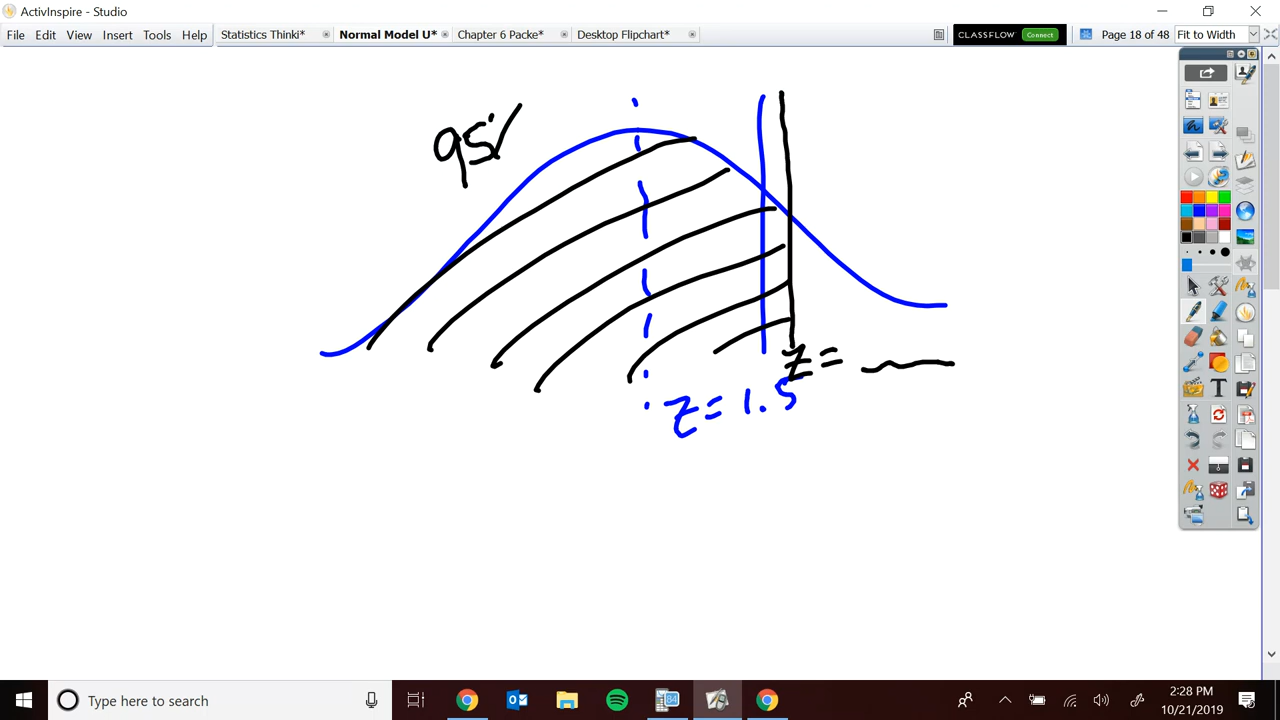 ActivInspire - Studio
File Edit View Insert Tools Help
Statistics Thinki* Normal Model U* Chapter 6 Packe* Desktop Flipchart*
CLASSFLOW Connect
Page 18 of 48
Fit to Width
95%
z =
z = 1.5
T
84
Type here to search
2:28 PM
10/21/2019